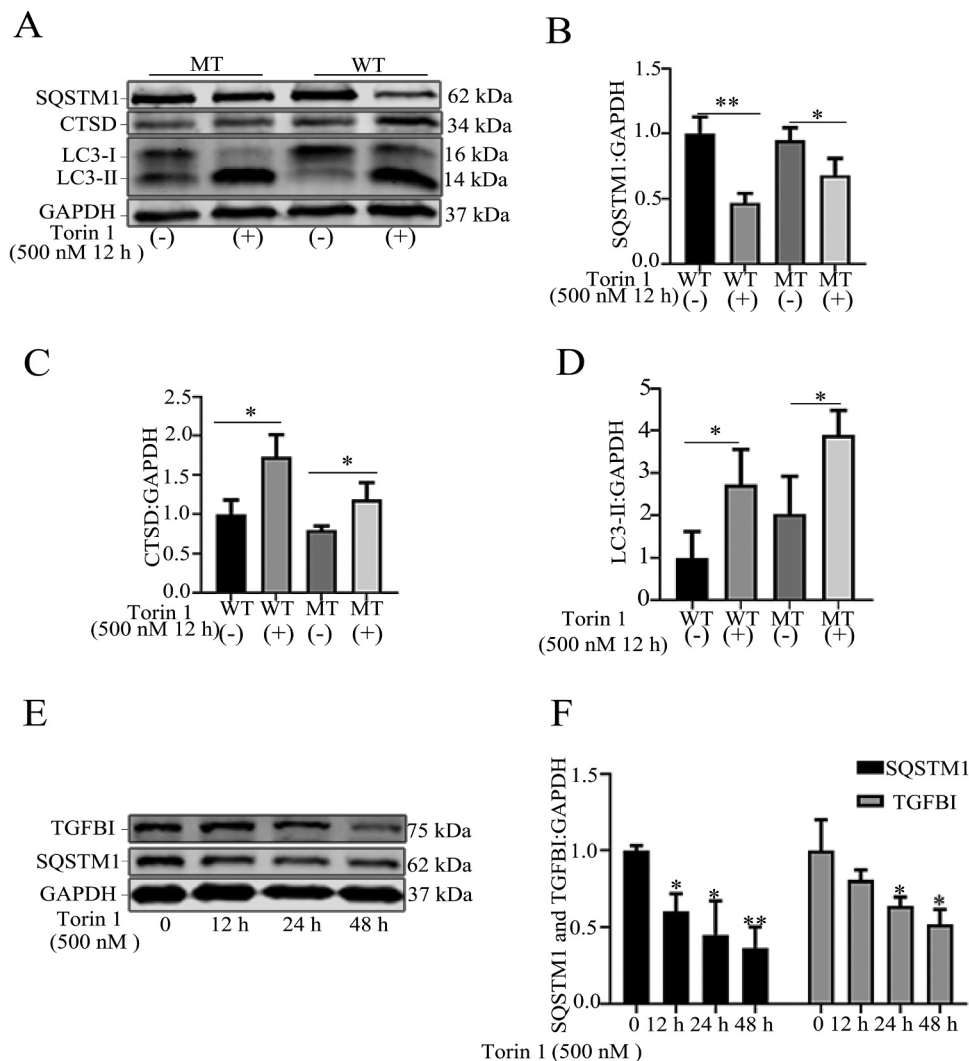 A
MT WT
SQSTM1 62 kDa
CTSD 34 kDa
LC3-I 16 kDa
LC3-II 14 kDa
GAPDH 37 kDa
Torin 1 (-) (+) (-) (+)
(500 nM 12 h )
B
SQSTM1:GAPDH
1.5
1.0
0.5
0.0
** *
Torin 1 WT WT MT MT
(500 nM 12 h) (-) (+) (-) (+)
C
CTSD:GAPDH
2.5
2.0
1.5
1.0
0.5
0.0
* *
Torin 1 WT WT MT MT
(500 nM 12 h) (-) (+) (-) (+)
D
LC3-II:GAPDH
5
4
3
2
1
0
* *
Torin 1 WT WT MT MT
(500 nM 12 h) (-) (+) (-) (+)
E
TGFBI 75 kDa
SQSTM1 62 kDa
GAPDH 37 kDa
Torin 1 0 12 h 24 h 48 h
(500 nM )
F
SQSTM1 and TGFBI:GAPDH
1.5
1.0
0.5
0.0
SQSTM1
TGFBI
* * ** * *
0 12 h 24 h 48 h 0 12 h 24 h 48 h
Torin 1 (500 nM )